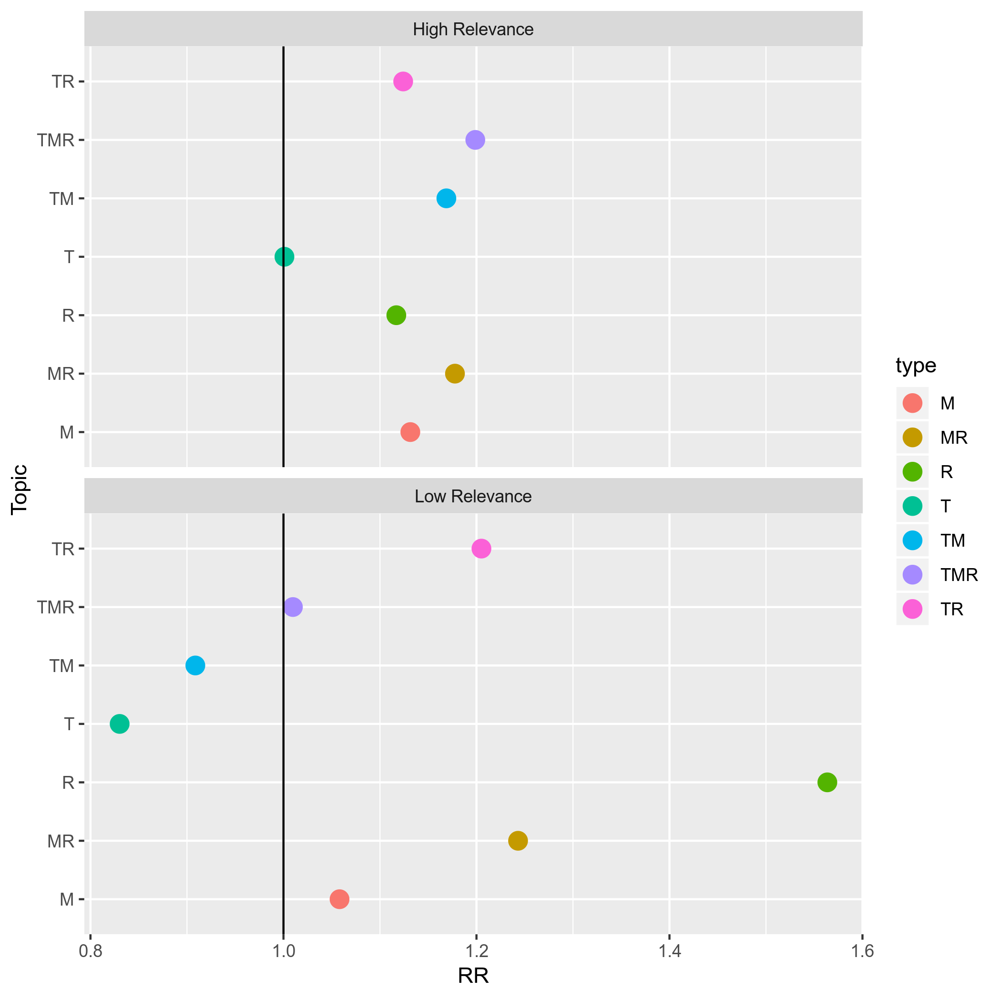 High Relevance
TR
TMR
TM
T
R
MR
M
Topic
Low Relevance
TR
TMR
TM
T
R
MR
M
0.8 1.0 1.2 1.4 1.6
RR
type
M
MR
R
T
TM
TMR
TR